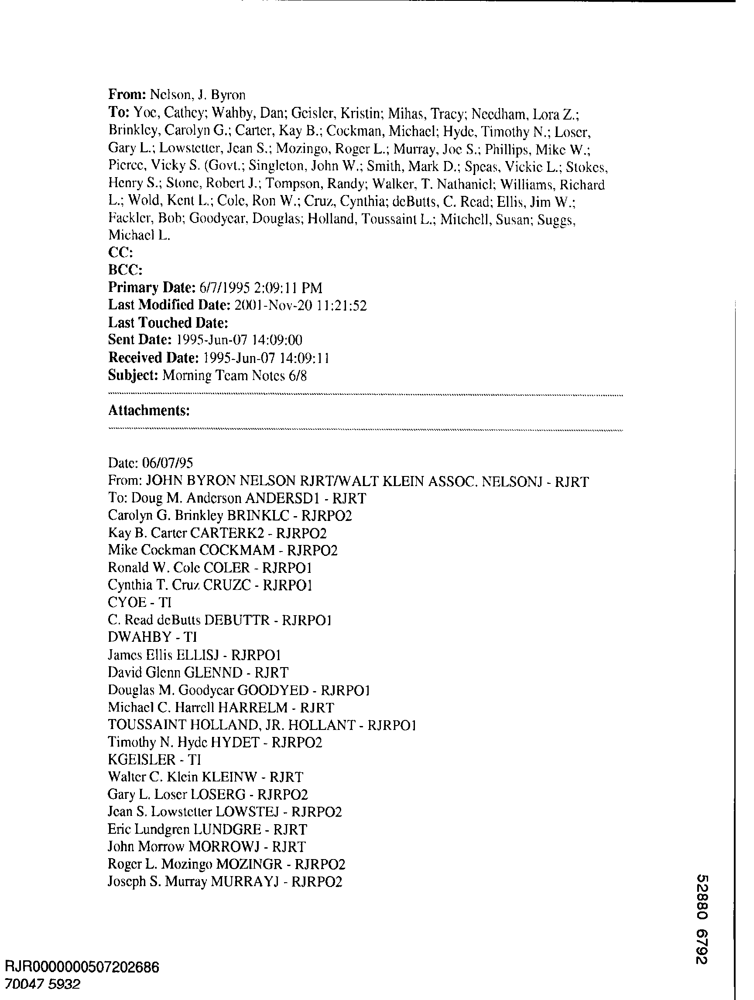 From: Nelson, J. Byron
To: Yoe, Cathey; Wahby, Dan; Geisler, Kristin; Mihas, Tracy; Needham, Lora Z.;
Brinkley, Carolyn G.; Carter, Kay B.; Cockman, Michael; Hyde, Timothy N.; Loser,
Gary L.; Lowstetter, Jean S.; Mozingo, Roger L.; Murray, Joe S.; Phillips, Mike W.;
Pierce, Vicky S. (Govt.; Singleton, John W.; Smith, Mark D.; Speas, Vickie L.; Stokes,
Henry S.; Stone, Robert J.; Tompson, Randy; Walker, T. Nathaniel; Williams, Richard
L.; Wold, Kent L.; Cole, Ron W.; Cruz, Cynthia; deButts, C. Read; Ellis, Jim W.;
Fackler, Bob; Goodyear, Douglas; Holland, Toussaint L.; Mitchell, Susan; Suggs,
Michael L.
CC:
BCC:
Primary Date: 6/7/1995 2:09:11 PM
Last Modified Date: 2001-Nov-20 11:21:52
Last Touched Date:
Sent Date: 1995-Jun-07 14:09:00
Received Date: 1995-Jun-07 14:09:11
Subject: Morning Team Notes 6/8
Attachments:
Date: 06/07/95
From: JOHN BYRON NELSON RJRT/WALT KLEIN ASSOC. NELSONJ - RJRT
To: Doug M. Anderson ANDERSD1 - RJRT
Carolyn G. Brinkley BRINKLC - RJRPO2
Kay B. Carter CARTERK2 - RJRPO2
Mike Cockman COCKMAM - RJRPO2
Ronald W. Cole COLER - RJRPO1
Cynthia T. Cruz CRUZC - RJRPO1
CYOE - TI
C. Read deButts DEBUTTR - RJRPO1
DWAHBY - TI
James Ellis ELLISJ - RJRPO1
David Glenn GLENND - RJRT
Douglas M. Goodyear GOODYED - RJRPO1
Michael C. Harrell HARRELM - RJRT
TOUSSAINT HOLLAND, JR. HOLLANT - RJRPO1
Timothy N. Hyde HYDET - RJRPO2
KGEISLER - TI
Walter C. Klein KLEINW - RJRT
Gary L. Loser LOSERG - RJRPO2
Jean S. Lowstetter LOWSTEJ - RJRPO2
Eric Lundgren LUNDGRE - RJRT
John Morrow MORROWJ - RJRT
Roger L. Mozingo MOZINGR - RJRPO2
Joseph S. Murray MURRAYJ - RJRPO2
52880 6792
RJR0000000507202686
70047 5932